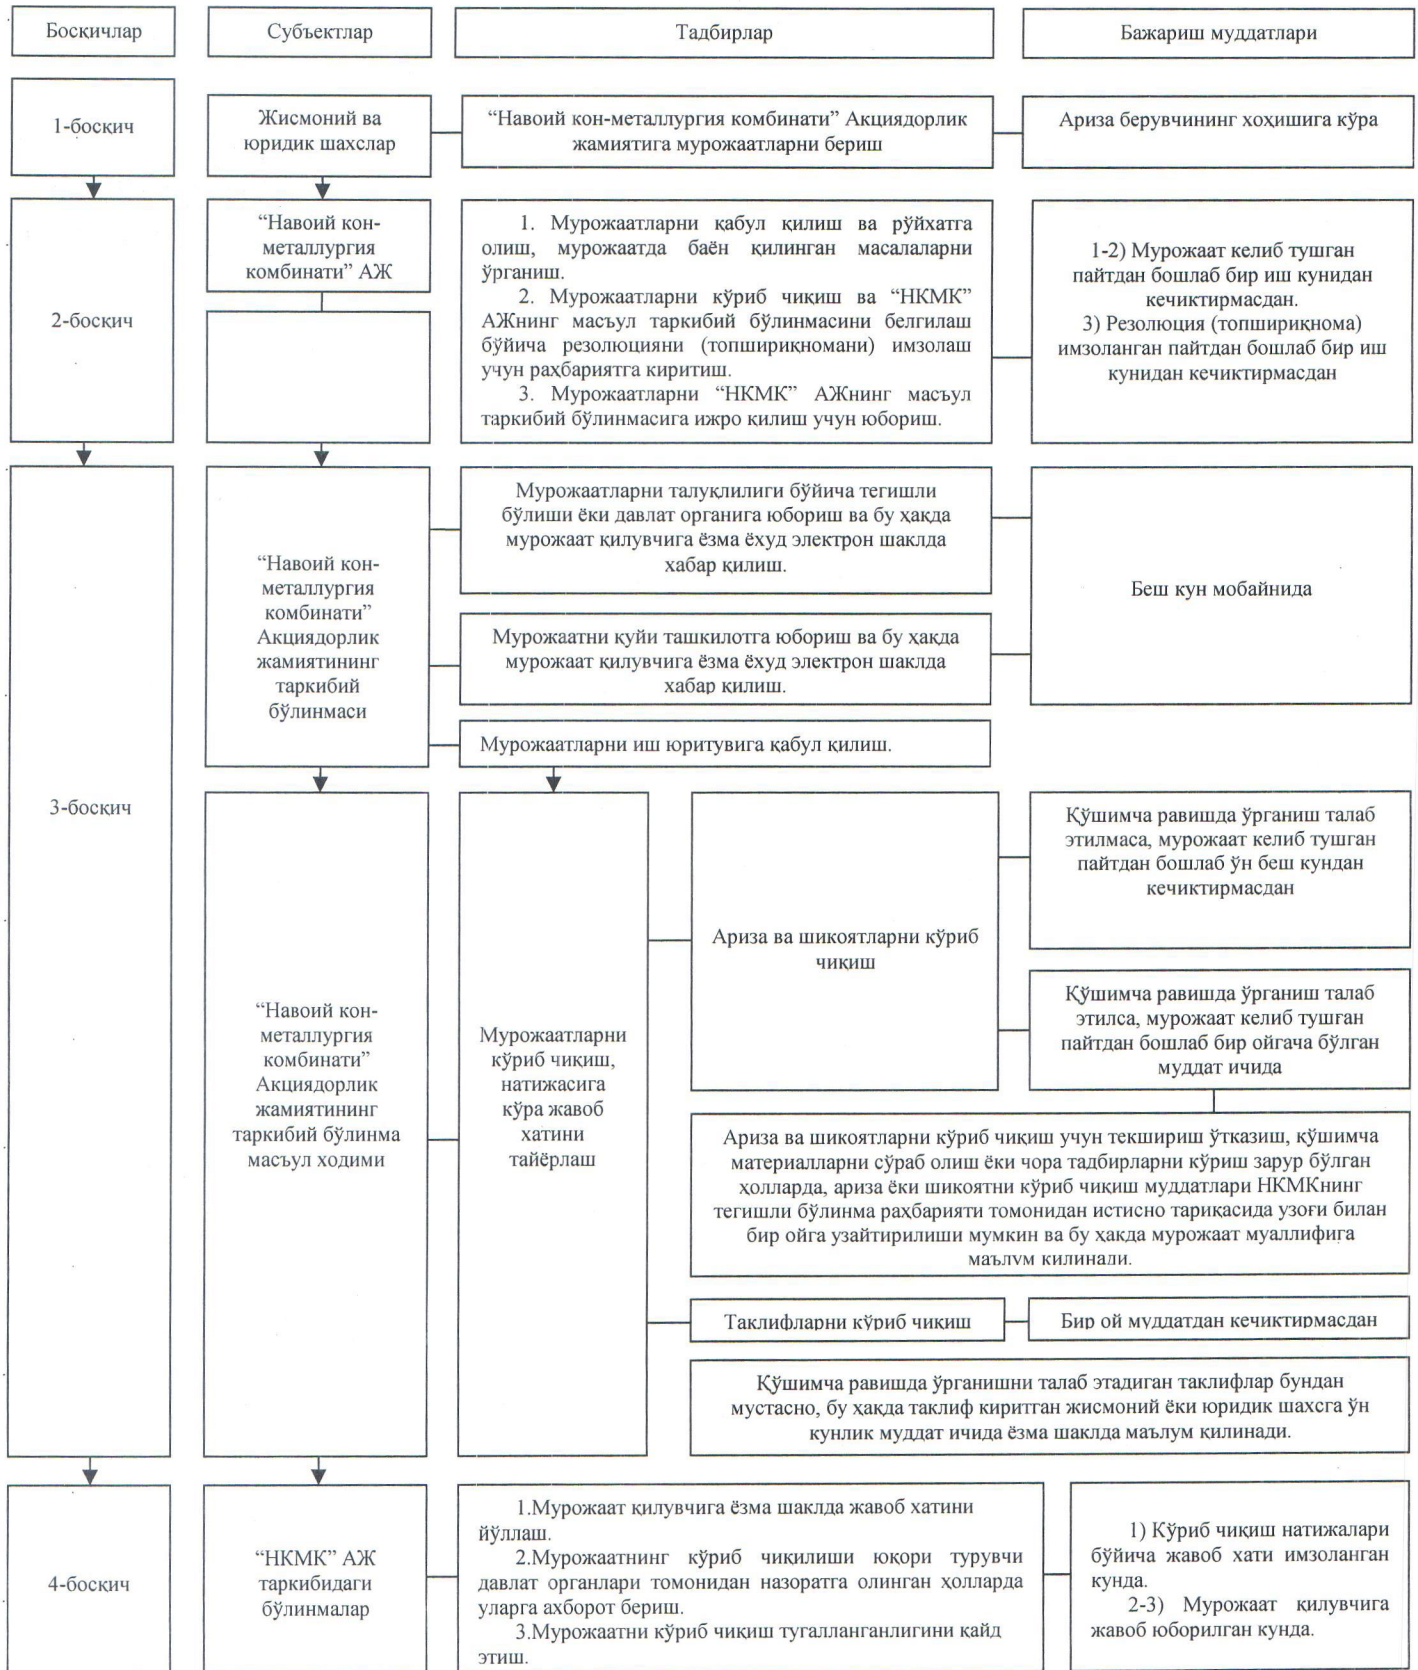 Босқичлар
Субъектлар
Тадбирлар
Бажариш муддатлари
1-босқич
Жисмоний ва
юридик шахслар
“Навоий кон-металлургия комбинати” Акциядорлик
жамиятига мурожаатларни бериш
Ариза берувчининг хоҳишига кўра
2-босқич
“Навоий кон-
металлургия
комбинати” АЖ
1. Мурожаатларни қабул қилиш ва рўйхатга
олиш, мурожаатда баён қилинган масалаларни
ўрганиш.
2. Мурожаатларни кўриб чиқиш ва “НКМК”
АЖнинг масъул таркибий бўлинмасини белгилаш
бўйича резолюцияни (топшириқномани) имзолаш
учун раҳбариятга киритиш.
3. Мурожаатларни “НКМК” АЖнинг масъул
таркибий бўлинмасига ижро қилиш учун юбориш.
1-2) Мурожаат келиб тушган
пайтдан бошлаб бир иш кунидан
кечиктирмасдан.
3) Резолюция (топшириқнома)
имзоланган пайтдан бошлаб бир иш
кунидан кечиктирмасдан
3-босқич
“Навоий кон-
металлургия
комбинати”
Акциядорлик
жамиятининг
таркибий
бўлинмаси
Мурожаатларни талуқлилиги бўйича тегишли
бўлиши ёки давлат органига юбориш ва бу ҳақда
мурожаат қилувчига ёзма ёхуд электрон шаклда
хабар қилиш.
Мурожаатни қуйи ташкилотга юбориш ва бу ҳақда
мурожаат қилувчига ёзма ёхуд электрон шаклда
хабар қилиш.
Беш кун мобайнида
Мурожаатларни иш юритувига қабул қилиш.
“Навоий кон-
металлургия
комбинати”
Акциядорлик
жамиятининг
таркибий бўлинма
масъул ходими
Мурожаатларни
кўриб чиқиш,
натижасига
кўра жавоб
хатини
тайёрлаш
Ариза ва шикоятларни кўриб
чиқиш
Қўшимча равишда ўрганиш талаб
этилмаса, мурожаат келиб тушган
пайтдан бошлаб ўн беш кундан
кечиктирмасдан
Қўшимча равишда ўрганиш талаб
этилса, мурожаат келиб тушган
пайтдан бошлаб бир ойгача бўлган
муддат ичида
Ариза ва шикоятларни кўриб чиқиш учун текшириш ўтказиш, қўшимча
материалларни сўраб олиш ёки чора тадбирларни кўриш зарур бўлган
ҳолларда, ариза ёки шикоятни кўриб чиқиш муддатлари НКМКнинг
тегишли бўлинма раҳбарияти томонидан истисно тариқасида узоғи билан
бир ойга узайтирилиши мумкин ва бу ҳақда мурожаат муаллифига
маълум қилинади.
Таклифларни кўриб чиқиш
Бир ой муддатдан кечиктирмасдан
Қўшимча равишда ўрганишни талаб этадиган таклифлар бундан
мустасно, бу ҳақда таклиф киритган жисмоний ёки юридик шахсга ўн
кунлик муддат ичида ёзма шаклда маълум қилинади.
4-босқич
“НКМК” АЖ
таркибидаги
бўлинмалар
1.Мурожаат қилувчига ёзма шаклда жавоб хатини
йўллаш.
2.Мурожаатнинг кўриб чиқилиши юқори турувчи
давлат органлари томонидан назоратга олинган ҳолларда
уларга ахборот бериш.
3.Мурожаатни кўриб чиқиш тугалланганлигини қайд
этиш.
1) Кўриб чиқиш натижалари
бўйича жавоб хати имзоланган
кунда.
2-3) Мурожаат қилувчига
жавоб юборилган кунда.